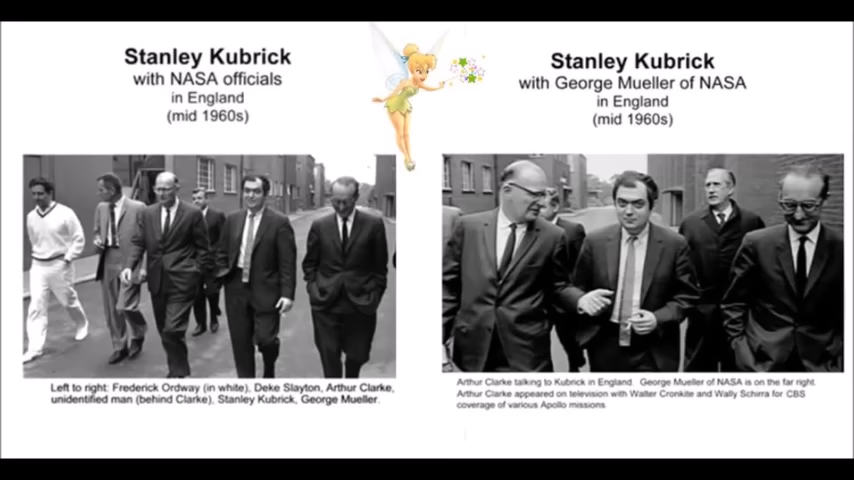 Stanley Kubrick
with NASA officials
in England
(mid 1960s)
Left to right: Frederick Ordway (in white), Deke Slayton, Arthur Clarke,
unidentified man (behind Clarke), Stanley Kubrick, George Mueller.
Stanley Kubrick
with George Mueller of NASA
in England
(mid 1960s)
Arthur Clarke talking to Kubrick in England. George Mueller of NASA is on the far right.
Arthur Clarke appeared on television with Walter Cronkite and Wally Schirra for CBS
coverage of various Apollo missions.